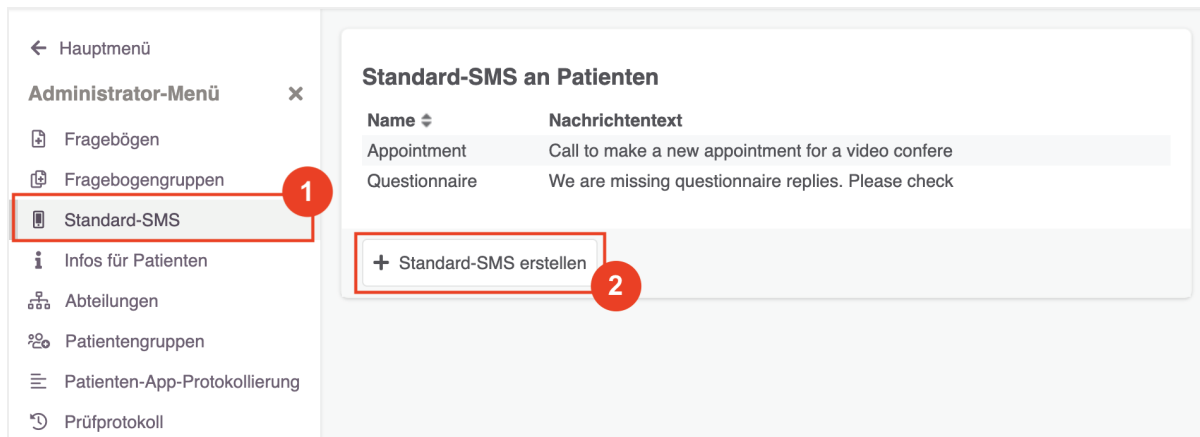 Hauptmenü
Administrator-Menü
Fragebögen
Fragebogengruppen
1
Standard-SMS
Infos für Patienten
Abteilungen
Patientengruppen
Patienten-App-Protokollierung
Prüfprotokoll
Standard-SMS an Patienten
Name Nachrichtentext
Appointment Call to make a new appointment for a video confere
Questionnaire We are missing questionnaire replies. Please check
+ Standard-SMS erstellen
2